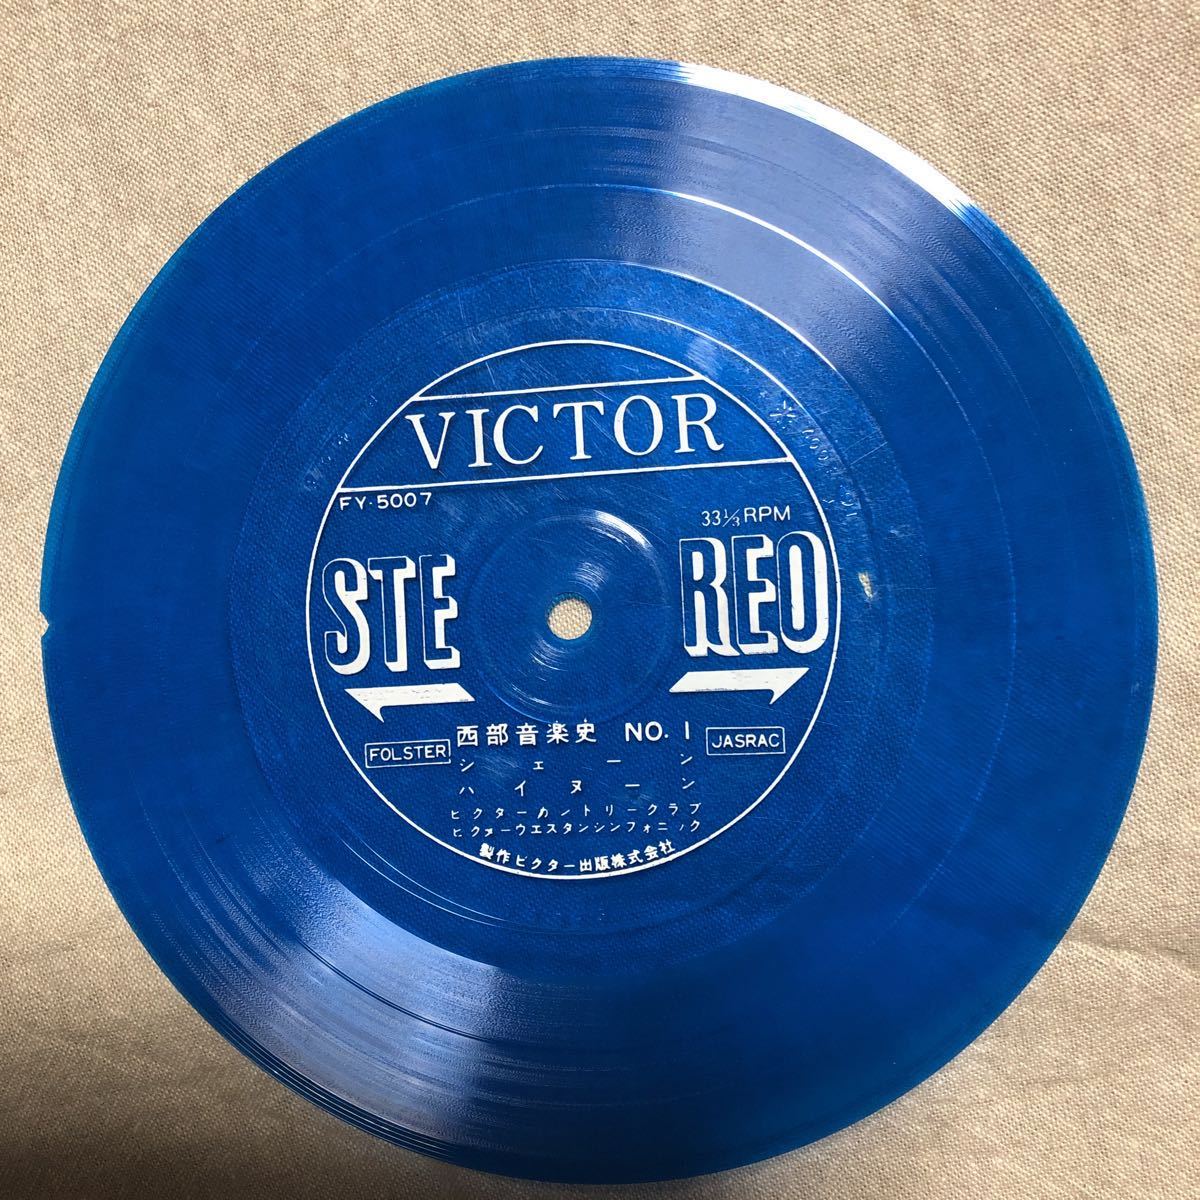 VICTOR
FY-5007
33⅓RPM
STEREO
西部音楽史 NO.1
FOLSTER
JASRAC
シェーン
ハイヌーン
ビクターカントリークラブ
ビクターウエスタンシンフォニック
製作ビクター出版株式会社